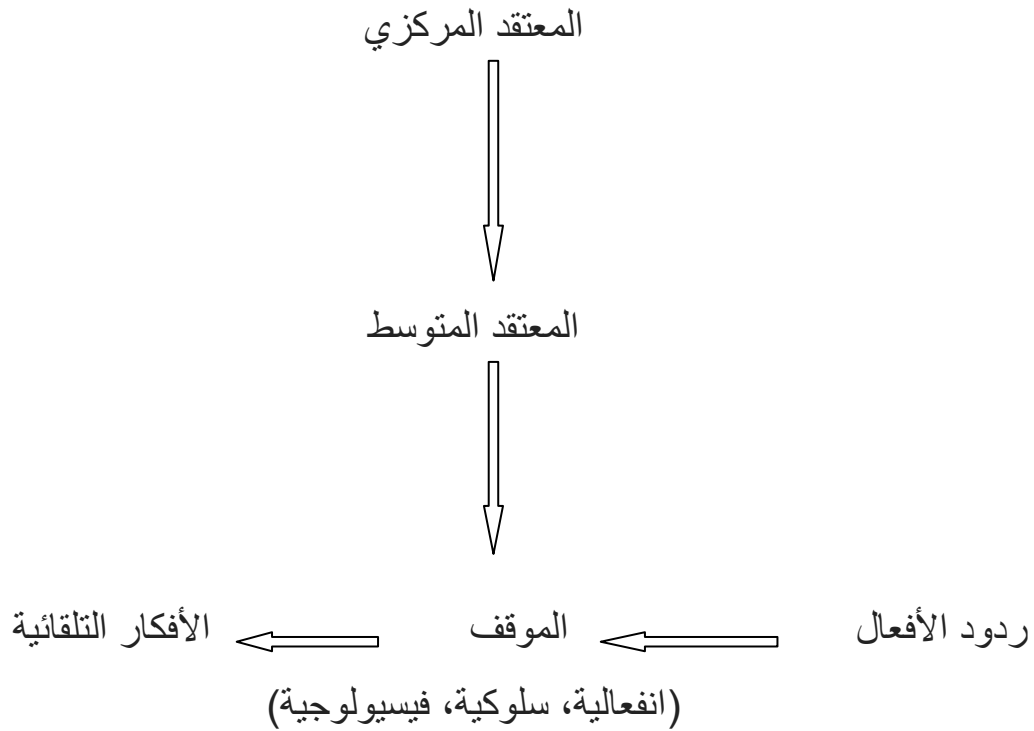 المعتقد المركزي
المعتقد المتوسط
ردود الأفعال
الموقف
الأفكار التلقائية
(انفعالية، سلوكية، فيسيولوجية)